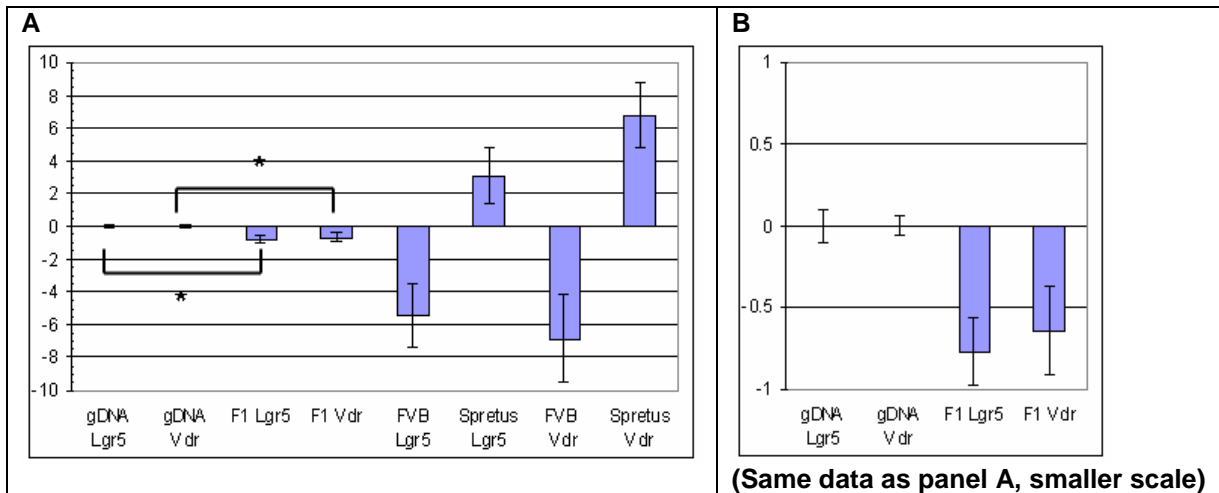 A
10
8
6
4
2
0
-2
-4
-6
-8
-10
*
*
gDNA Lgr5
gDNA Vdr
F1 Lgr5
F1 Vdr
FVB Lgr5
Spretus Lgr5
FVB Vdr
Spretus Vdr
B
1
0.5
0
-0.5
-1
gDNA Lgr5
gDNA Vdr
F1 Lgr5
F1 Vdr
(Same data as panel A, smaller scale)